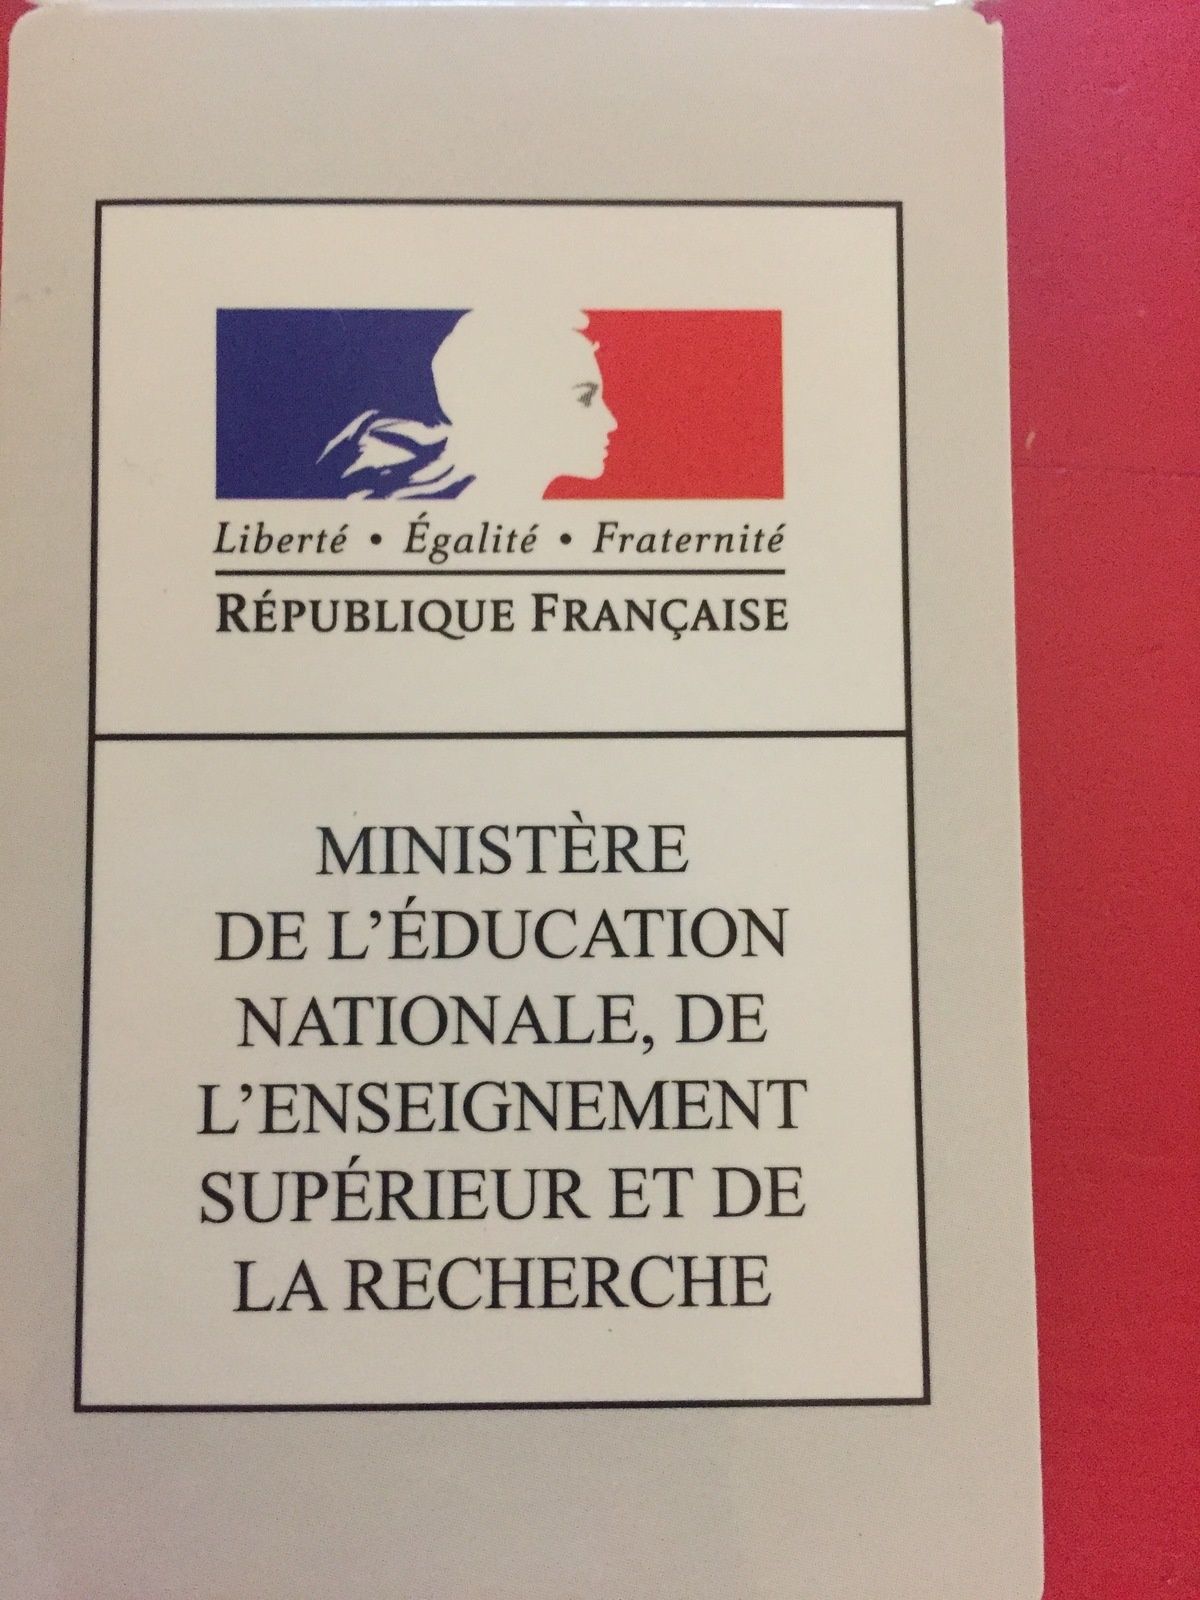 Liberté • Égalité • Fraternité
RÉPUBLIQUE FRANÇAISE
MINISTÈRE
DE L’ÉDUCATION
NATIONALE, DE
L’ENSEIGNEMENT
SUPÉRIEUR ET DE
LA RECHERCHE